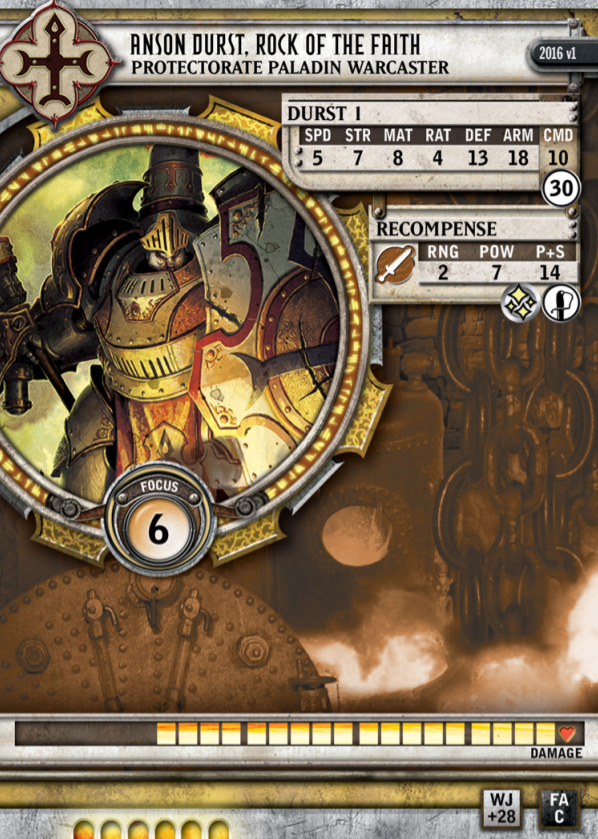 ANSON DURST, ROCK OF THE FAITH
PROTECTORATE PALADIN WARCASTER
2016 v1
DURST 1
SPD STR MAT RAT DEF ARM CMD
5 7 8 4 13 18 10
30
RECOMPENSE
RNG POW P+S
2 7 14
FOCUS
6
DAMAGE
WJ
+28
FA
C